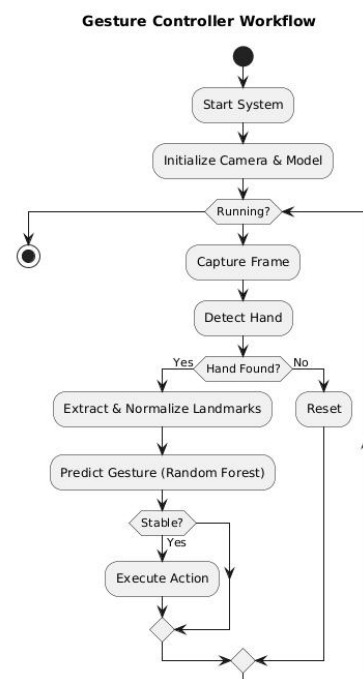 Gesture Controller Workflow
Start System
Initialize Camera & Model
Running?
Capture Frame
Detect Hand
Yes
Hand Found?
No
Extract & Normalize Landmarks
Reset
Predict Gesture (Random Forest)
Stable?
Yes
Execute Action